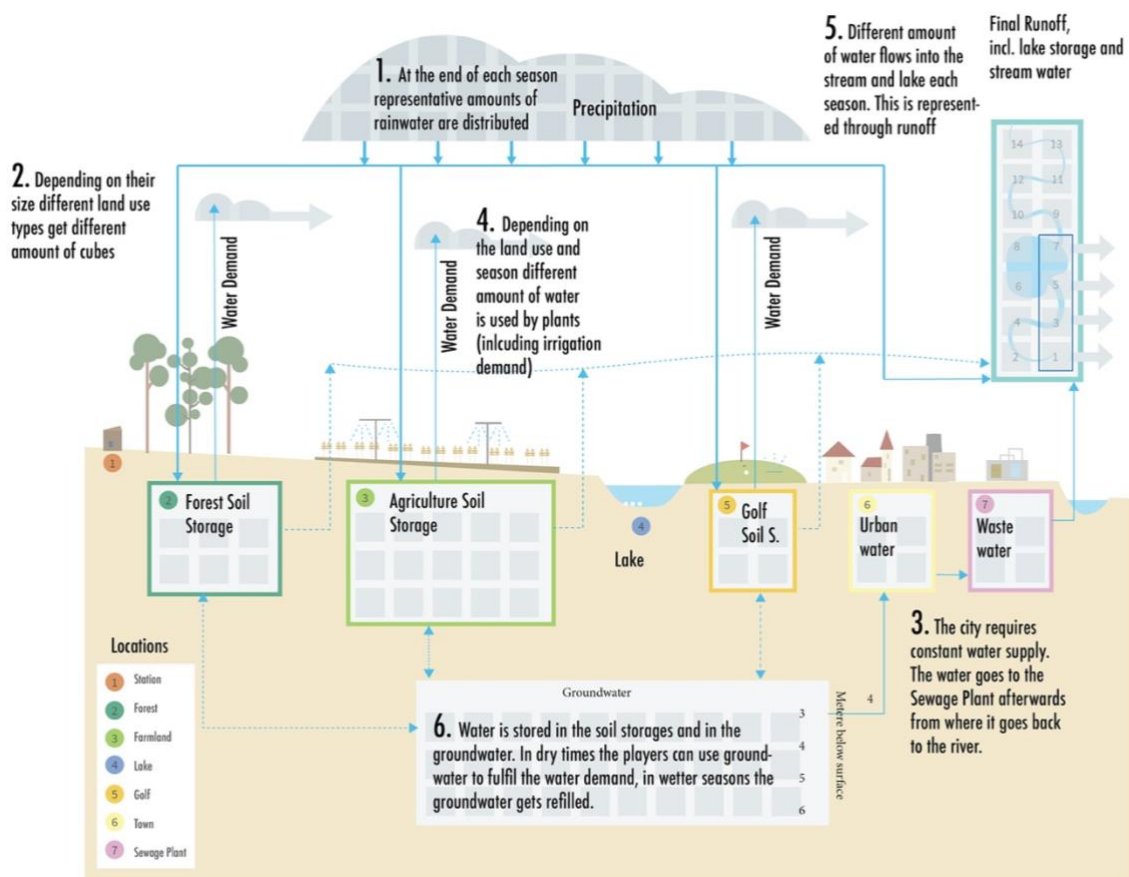 1. At the end of each season
representative amounts of
rainwater are distributed
Precipitation
5. Different amount
of water flows into the
stream and lake each
season. This is represent-
ed through runoff
Final Runoff,
incl. lake storage and
stream water
14 13
12 11
10 9
8 7
6 5
4 3
2 1
2. Depending on their
size different land use
types get different
amount of cubes
Water Demand
4. Depending on
the land use and
season different
amount of water
is used by plants
(inlcuding irrigation
demand)
Water Demand
Water Demand
1
2 Forest Soil
Storage
3 Agriculture Soil
Storage
4
Lake
5 Golf
Soil S.
6
Urban
water
7
Waste
water
3. The city requires
constant water supply.
The water goes to the
Sewage Plant afterwards
from where it goes back
to the river.
Locations
1 Station
2 Forest
3 Farmland
4 Lake
5 Golf
6 Town
7 Sewage Plant
Groundwater
6. Water is stored in the soil storages and in the
groundwater. In dry times the players can use ground-
water to fulfil the water demand, in wetter seasons the
groundwater gets refilled.
3
4
5
6
Metere below surface
4